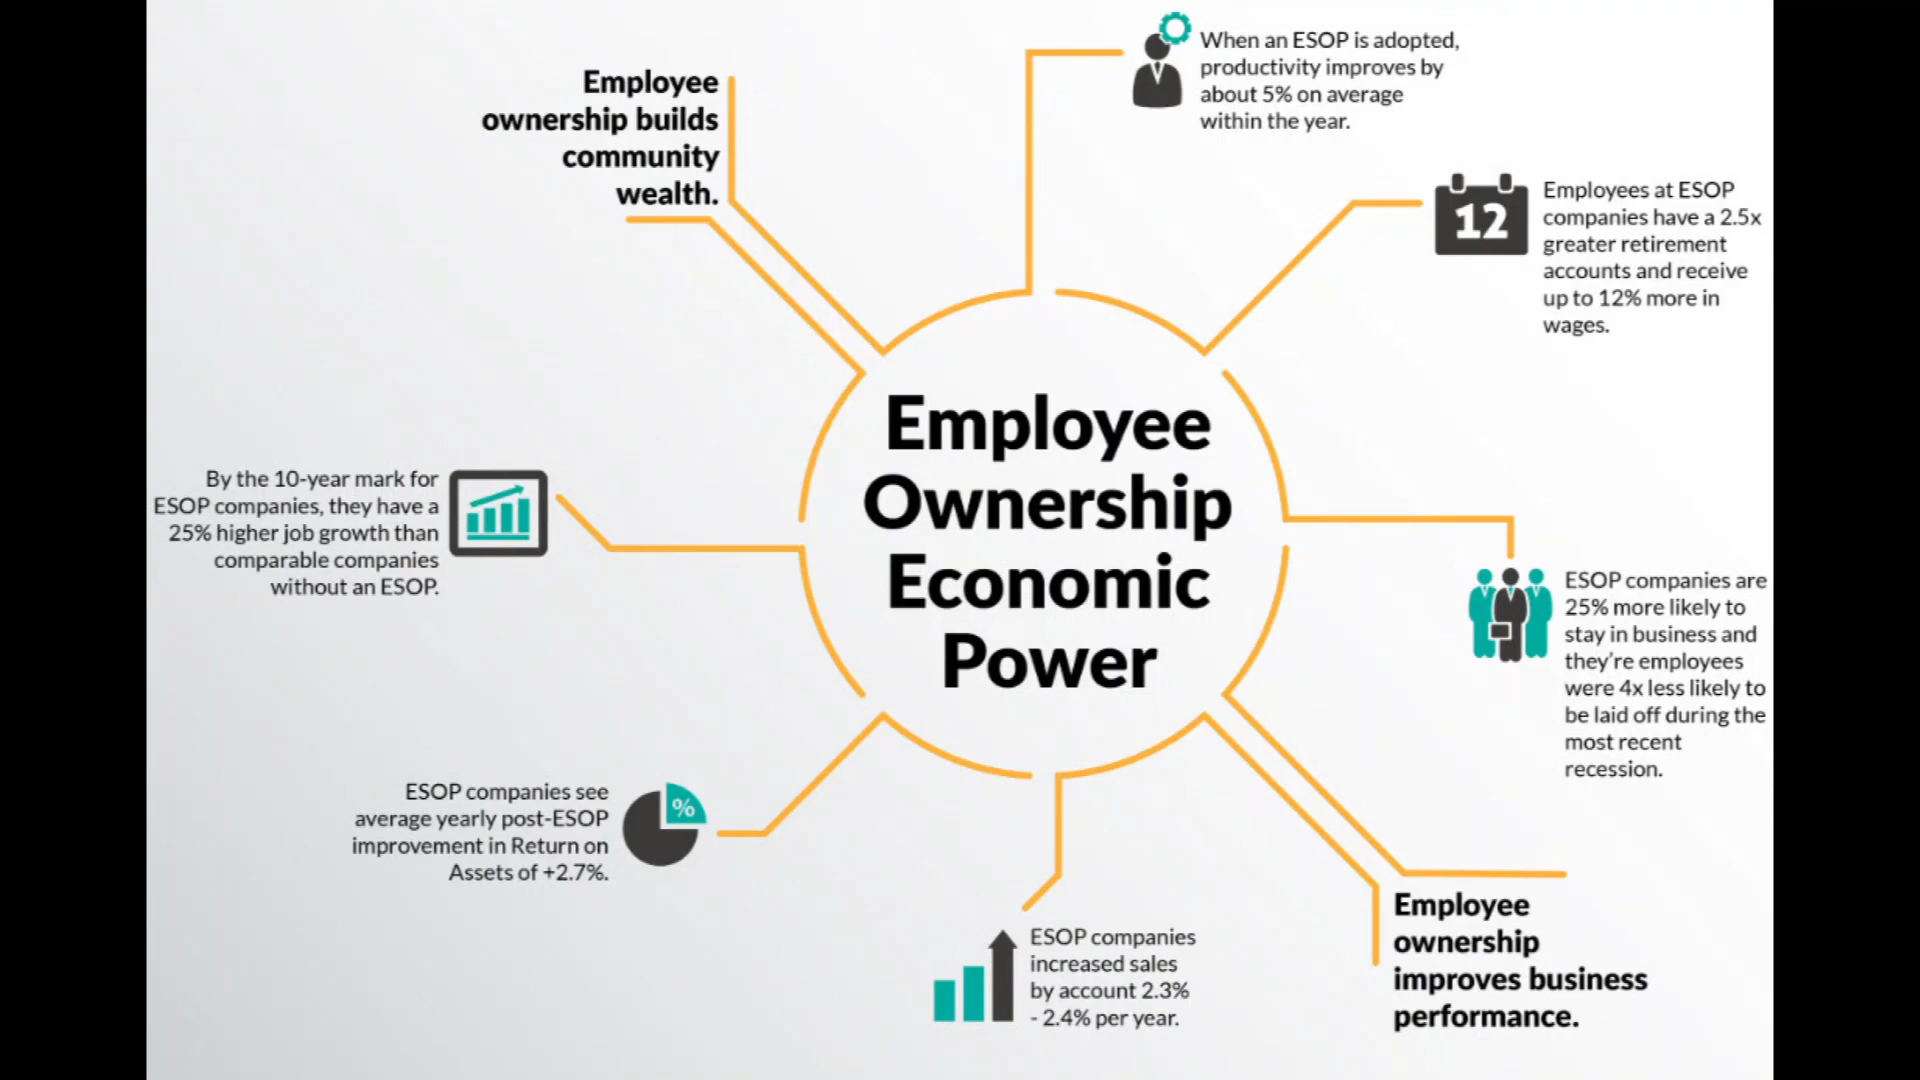 Employee
ownership builds
community
wealth.
When an ESOP is adopted,
productivity improves by
about 5% on average
within the year.
12
Employees at ESOP
companies have a 2.5x
greater retirement
accounts and receive
up to 12% more in
wages.
Employee
Ownership
Economic
Power
By the 10-year mark for
ESOP companies, they have a
25% higher job growth than
comparable companies
without an ESOP.
ESOP companies are
25% more likely to
stay in business and
they're employees
were 4x less likely to
be laid off during the
most recent
recession.
ESOP companies see
average yearly post-ESOP
improvement in Return on
Assets of +2.7%.
%
ESOP companies
increased sales
by account 2.3%
- 2.4% per year.
Employee
ownership
improves business
performance.